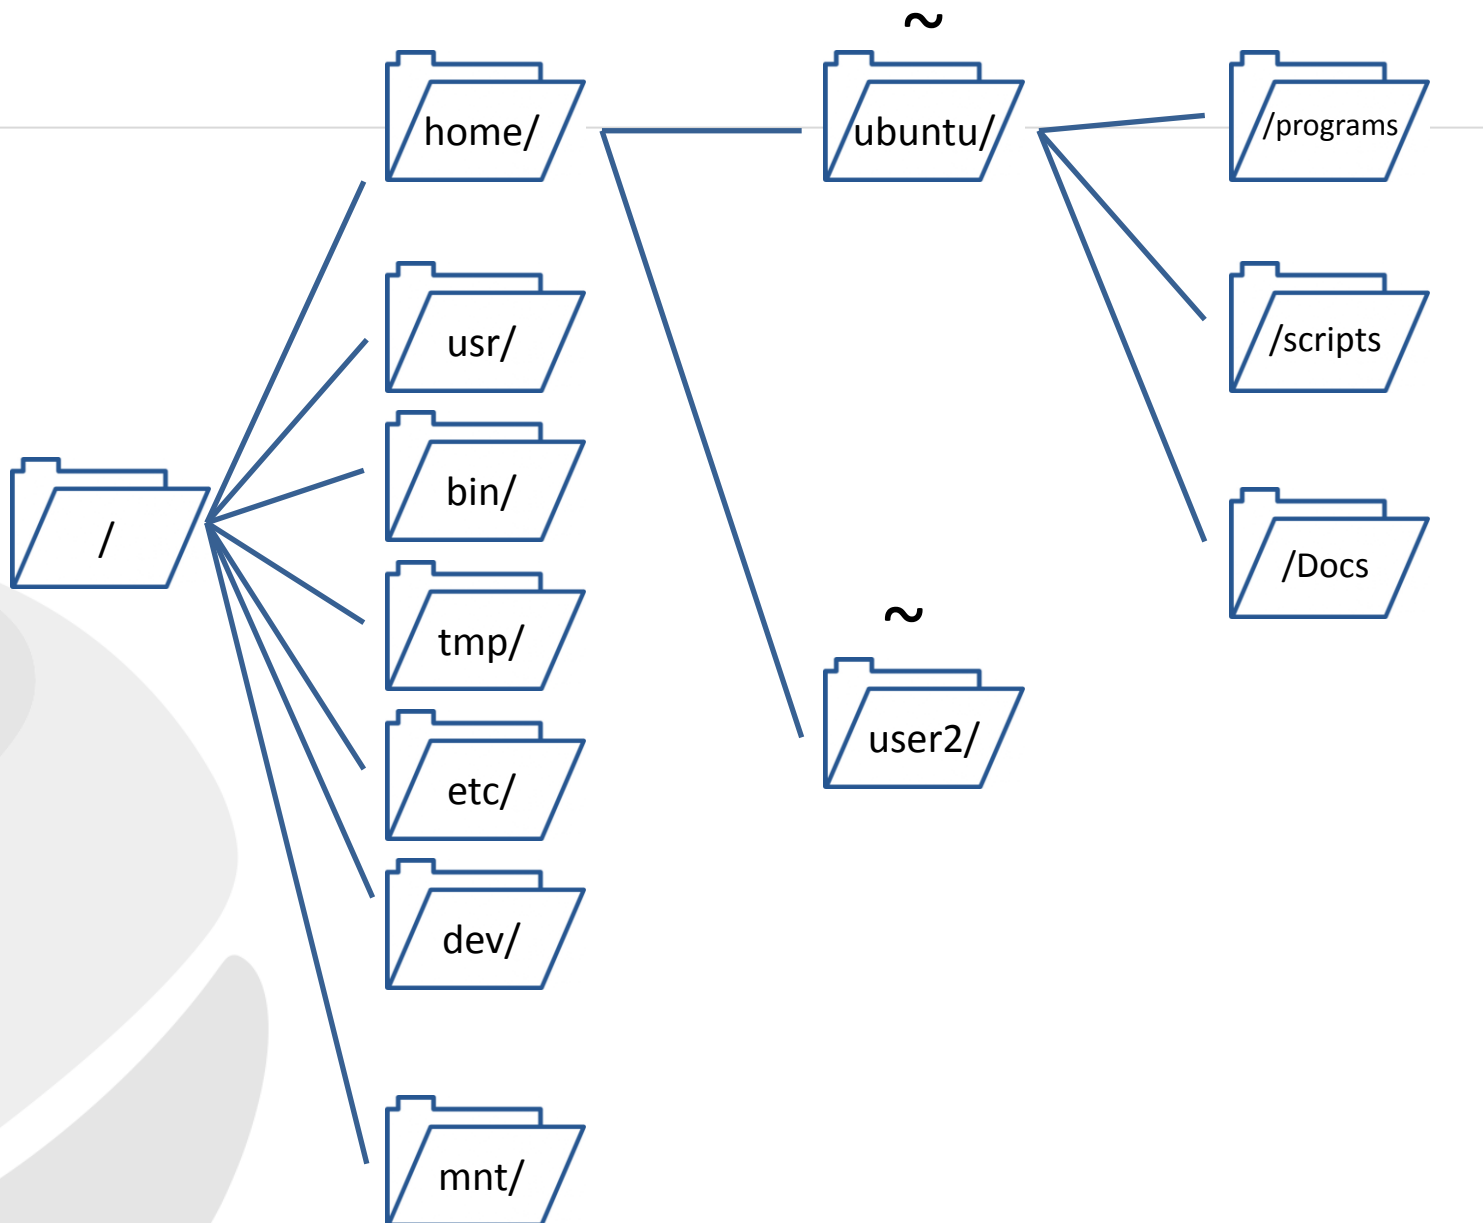 ~
home/
ubuntu/
/programs
usr/
/scripts
bin/
/
/Docs
tmp/
~
user2/
etc/
dev/
mnt/